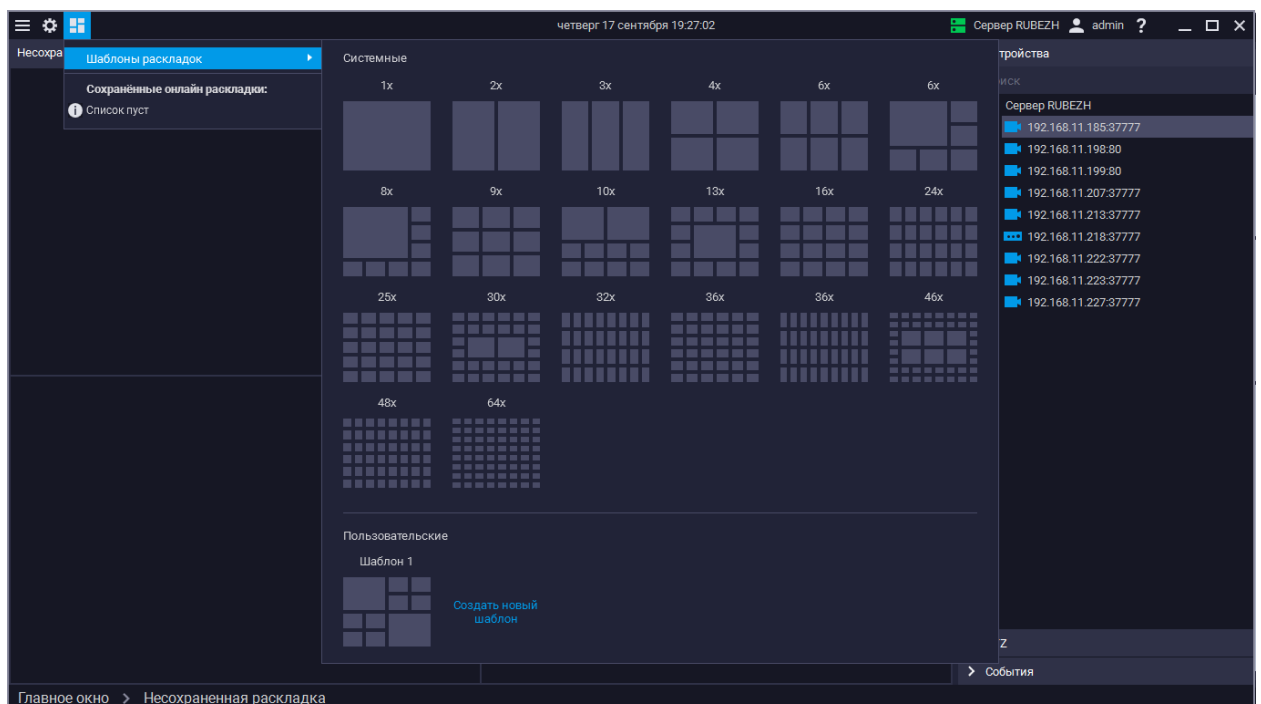 четверг 17 сентября 19:27:02
Сервер RUBEZH admin ?
Несохра
Шаблоны раскладок
Сохранённые онлайн раскладки:
Список пуст
Системные
1x 2x 3x 4x 6x 6x
8x 9x 10x 13x 16x 24x
25x 30x 32x 36x 36x 46x
48x 64x
Пользовательские
Шаблон 1
Создать новый
шаблон
тройства
иск
Сервер RUBEZH
192.168.11.185:37777
192.168.11.198:80
192.168.11.199:80
192.168.11.207:37777
192.168.11.213:37777
192.168.11.218:37777
192.168.11.222:37777
192.168.11.223:37777
192.168.11.227:37777
Z
События
Главное окно > Несохраненная раскладка